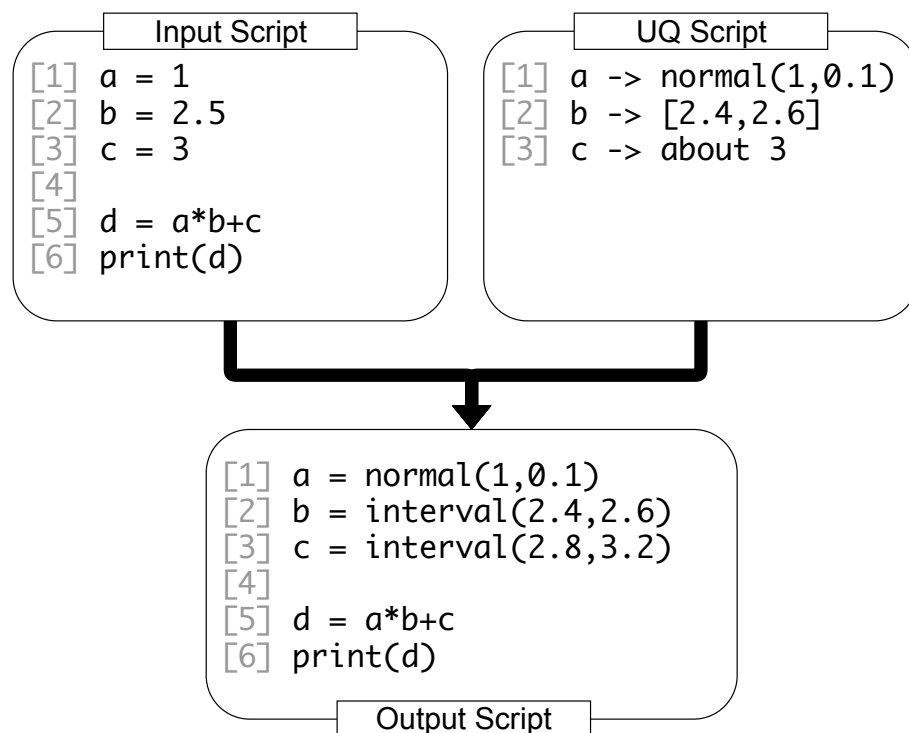 Input Script
[1] a = 1
[2] b = 2.5
[3] c = 3
[4]
[5] d = a*b+c
[6] print(d)
UQ Script
[1] a -> normal(1,0.1)
[2] b -> [2.4,2.6]
[3] c -> about 3
[1] a = normal(1,0.1)
[2] b = interval(2.4,2.6)
[3] c = interval(2.8,3.2)
[4]
[5] d = a*b+c
[6] print(d)
Output Script